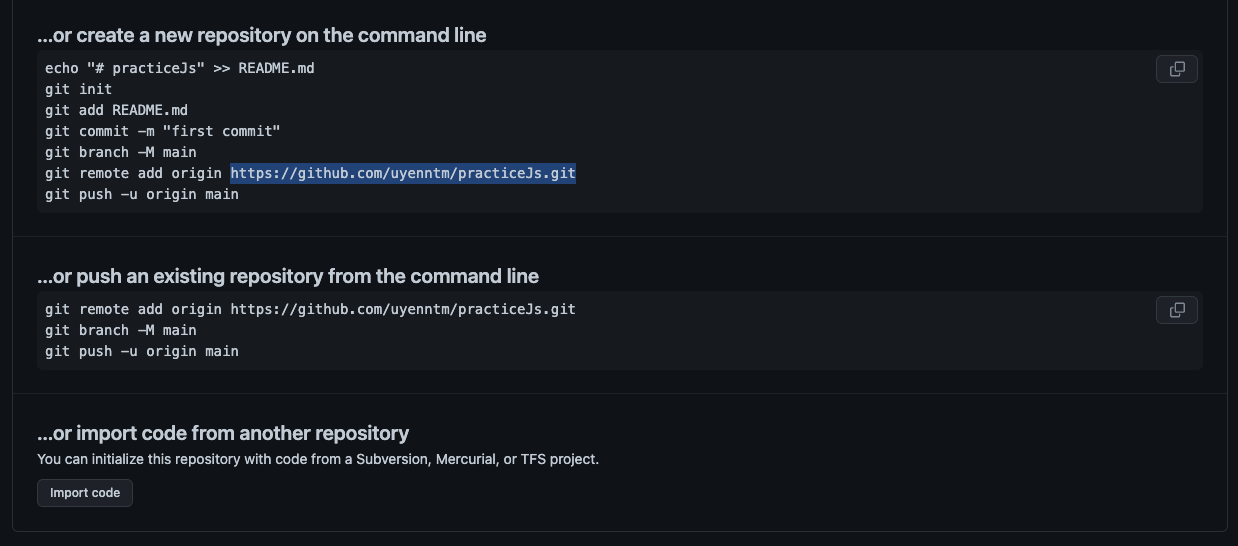 ...or create a new repository on the command line
echo "# practiceJs" >> README.md
git init
git add README.md
git commit -m "first commit"
git branch -M main
git remote add origin https://github.com/uyenntm/practiceJs.git
git push -u origin main
...or push an existing repository from the command line
git remote add origin https://github.com/uyenntm/practiceJs.git
git branch -M main
git push -u origin main
...or import code from another repository
You can initialize this repository with code from a Subversion, Mercurial, or TFS project.
Import code